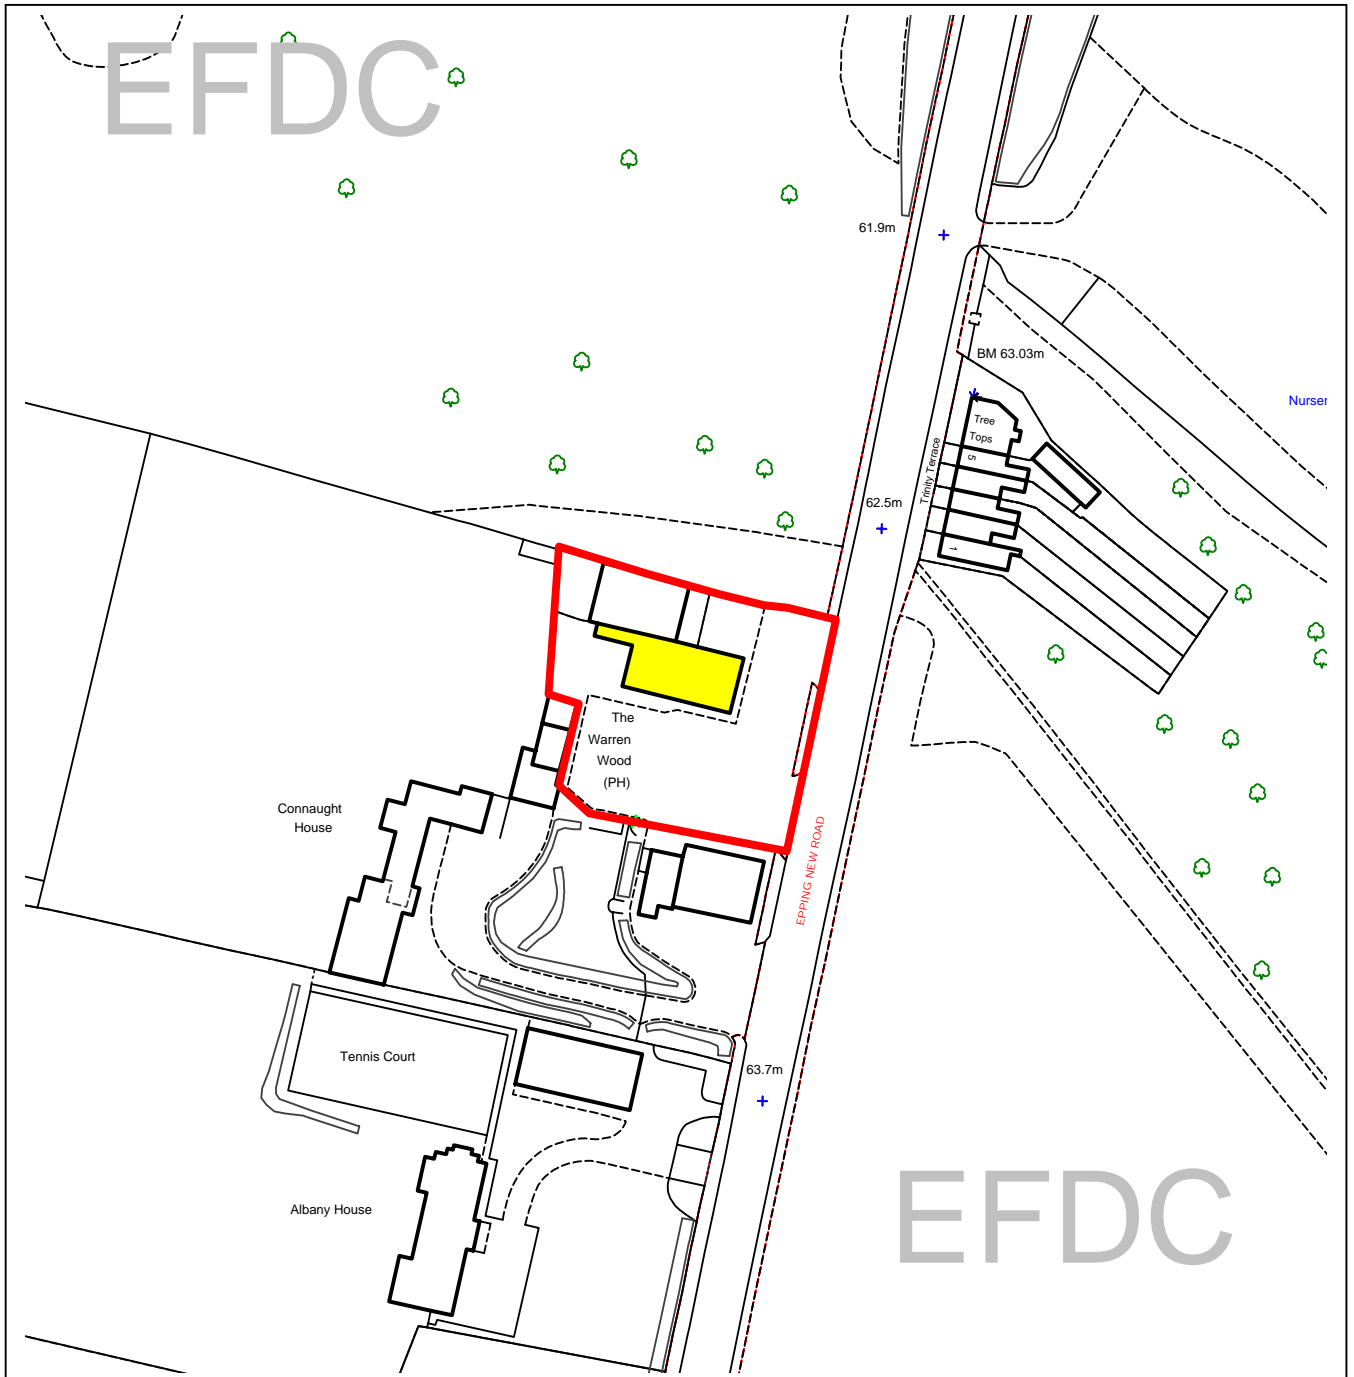 EFDC
61.9m
BM 63.03m
Nurser
Tree
Tops
5
Trinity Terrace
62.5m
1
The
Warren
Wood
(PH)
Connaught
House
EPPING NEW ROAD
Tennis Court
63.7m
Albany House
EFDC